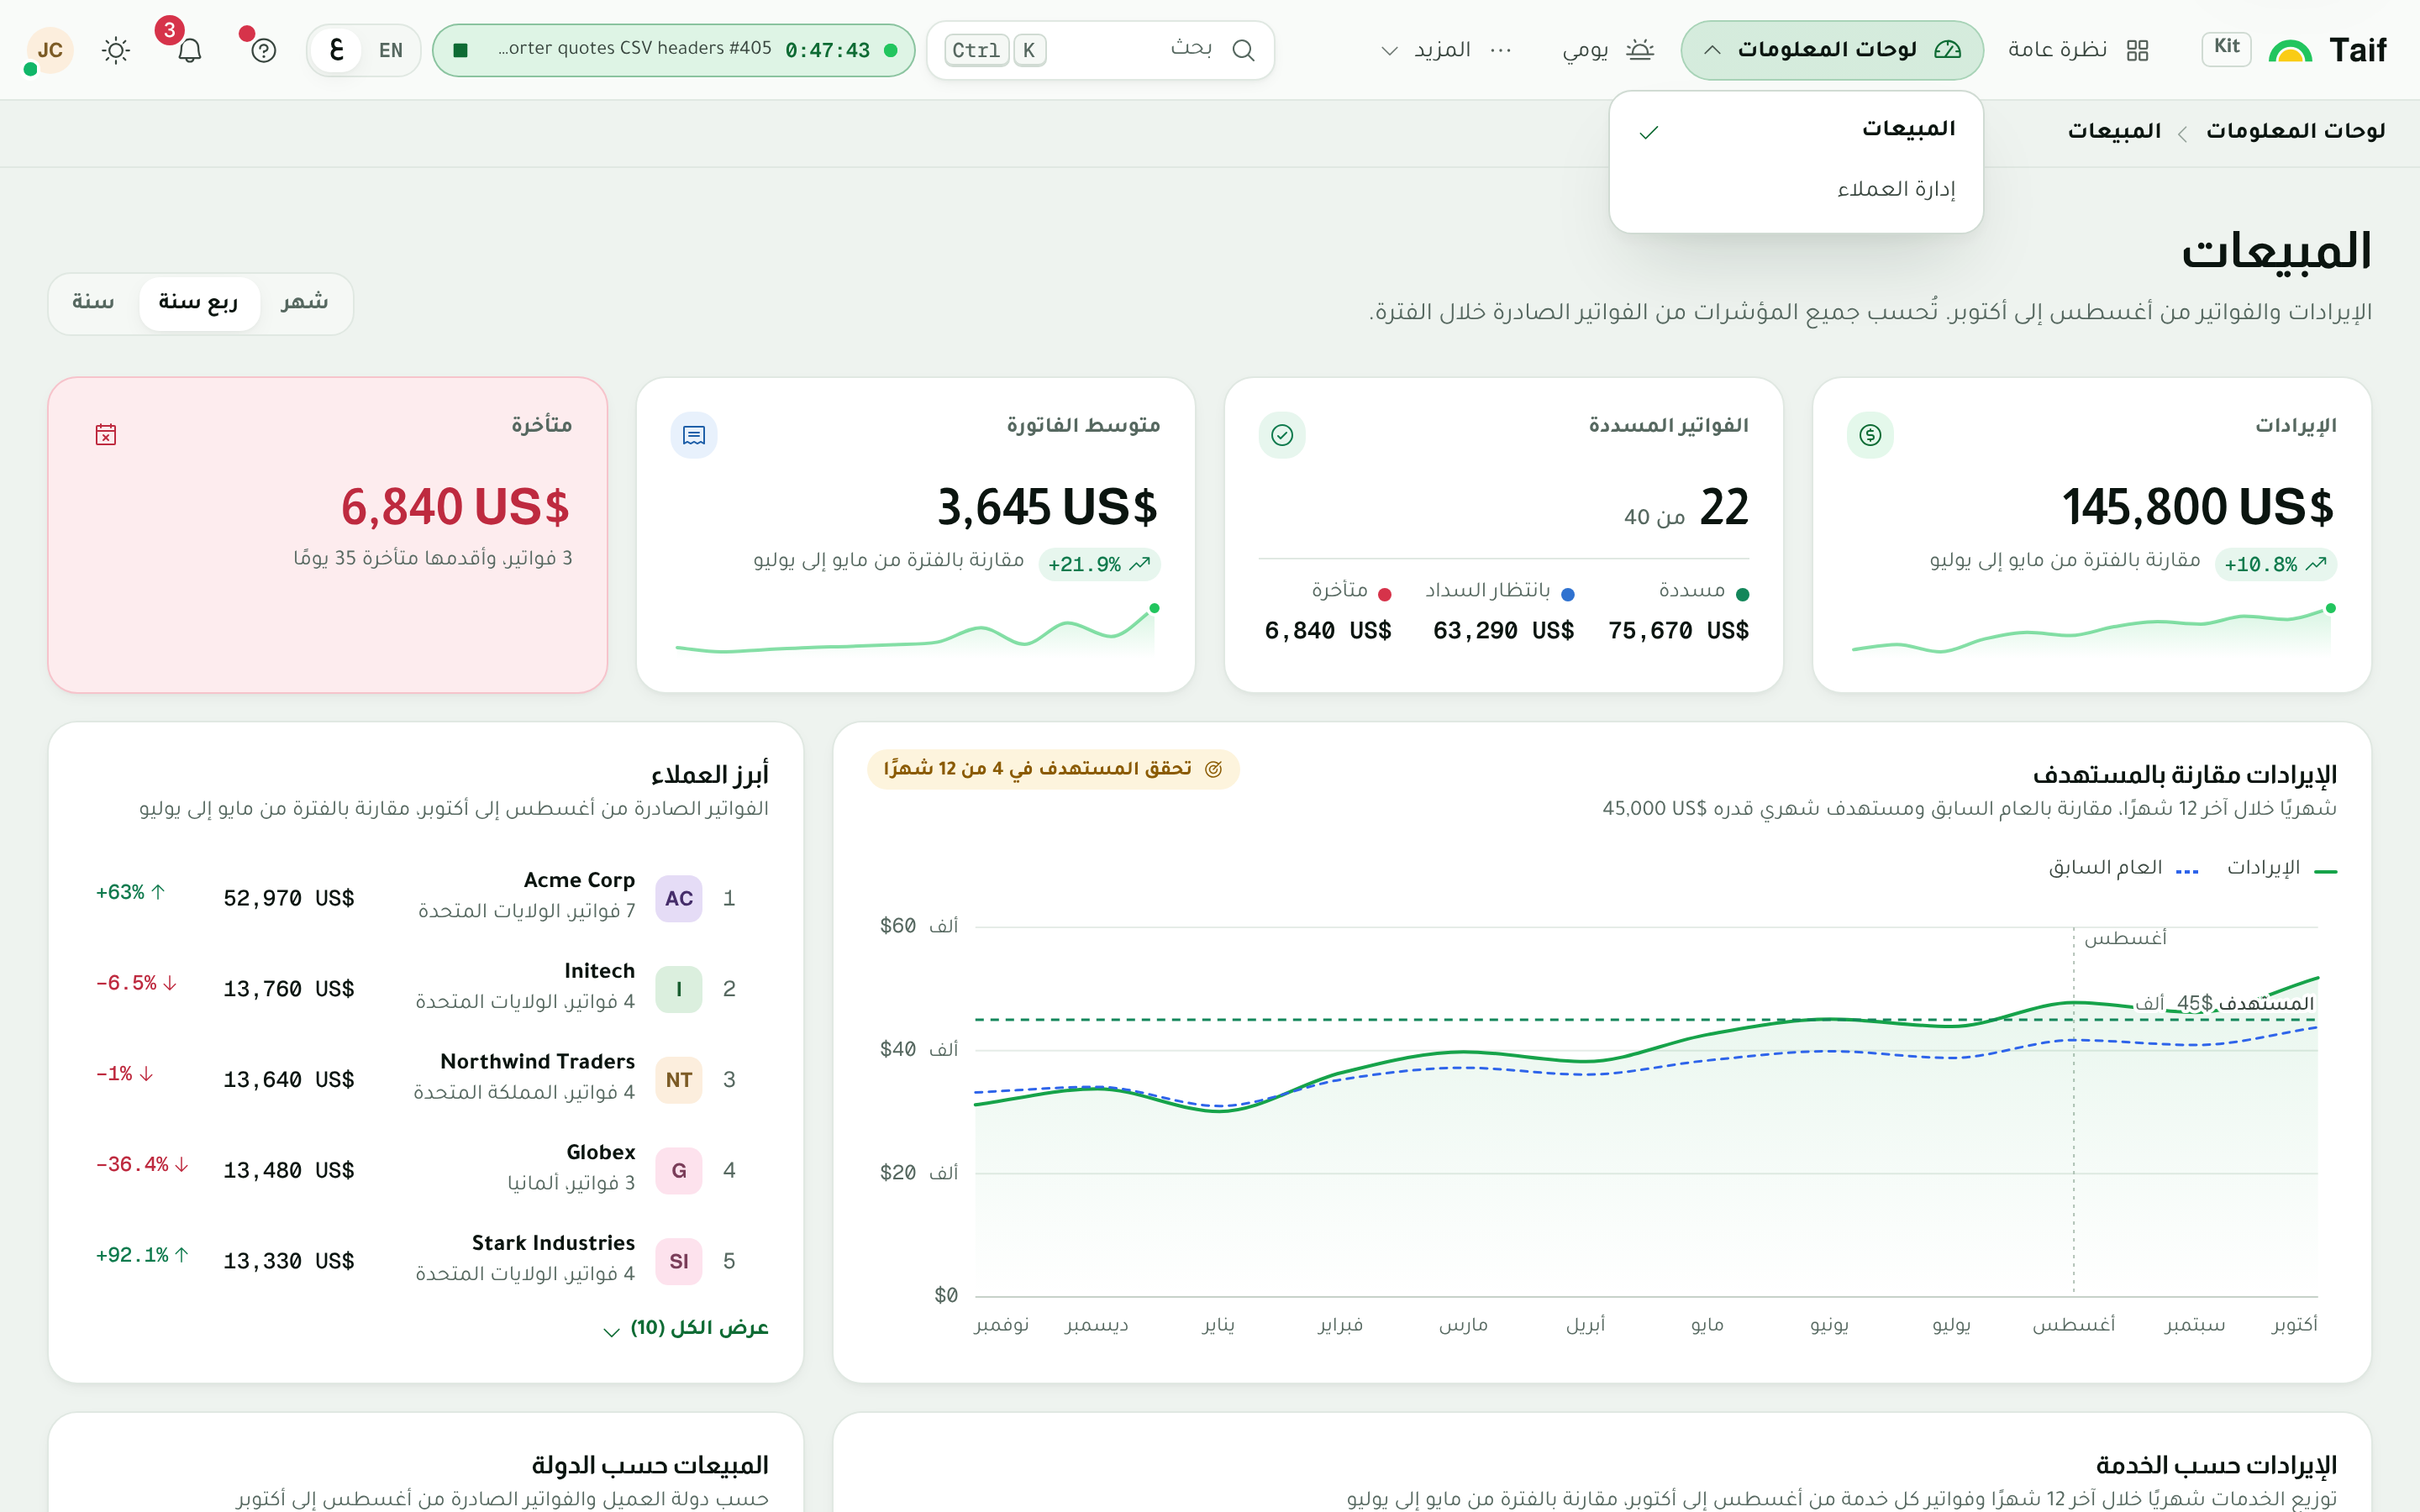 Taif
Kit
نظرة عامة
لوحات المعلومات
يومي
المزيد
بحث
Ctrl K
0:47:43 ...orter quotes CSV headers #405
EN
ع
3
JC
المبيعات
إدارة العملاء
لوحات المعلومات
المبيعات
المبيعات
الإيرادات والفواتير من أغسطس إلى أكتوبر. تُحسب جميع المؤشرات من الفواتير الصادرة خلال الفترة.
شهر
ربع سنة
سنة
الإيرادات
145,800 US$
+10.8%
مقارنة بالفترة من مايو إلى يوليو
الفواتير المسددة
22 من 40
مسددة
75,670 US$
بانتظار السداد
63,290 US$
متأخرة
6,840 US$
متوسط الفاتورة
3,645 US$
+21.9%
مقارنة بالفترة من مايو إلى يوليو
متأخرة
6,840 US$
3 فواتير، وأقدمها متأخرة 35 يومًا
الإيرادات مقارنة بالمستهدف
شهريًا خلال آخر 12 شهرًا، مقارنة بالعام السابق ومستهدف شهري قدره 45,000 US$
تحقق المستهدف في 4 من 12 شهرًا
الإيرادات
العام السابق
$60 ألف
$40 ألف
$20 ألف
$0
أغسطس
المستهدف 45$ ألف
أكتوبر
سبتمبر
أغسطس
يوليو
يونيو
مايو
أبريل
مارس
فبراير
يناير
ديسمبر
نوفمبر
أبرز العملاء
الفواتير الصادرة من أغسطس إلى أكتوبر، مقارنة بالفترة من مايو إلى يوليو
1
AC
Acme Corp
7 فواتير، الولايات المتحدة
52,970 US$
+63%
2
I
Initech
4 فواتير، الولايات المتحدة
13,760 US$
-6.5%
3
NT
Northwind Traders
4 فواتير، المملكة المتحدة
13,640 US$
-1%
4
G
Globex
3 فواتير، ألمانيا
13,480 US$
-36.4%
5
SI
Stark Industries
4 فواتير، الولايات المتحدة
13,330 US$
+92.1%
عرض الكل (10)
الإيرادات حسب الخدمة
توزيع الخدمات شهريًا خلال آخر 12 شهرًا وفواتير كل خدمة من أغسطس إلى أكتوبر، مقارنة بالفترة من مايو إلى يوليو
المبيعات حسب الدولة
حسب دولة العميل والفواتير الصادرة من أغسطس إلى أكتوبر